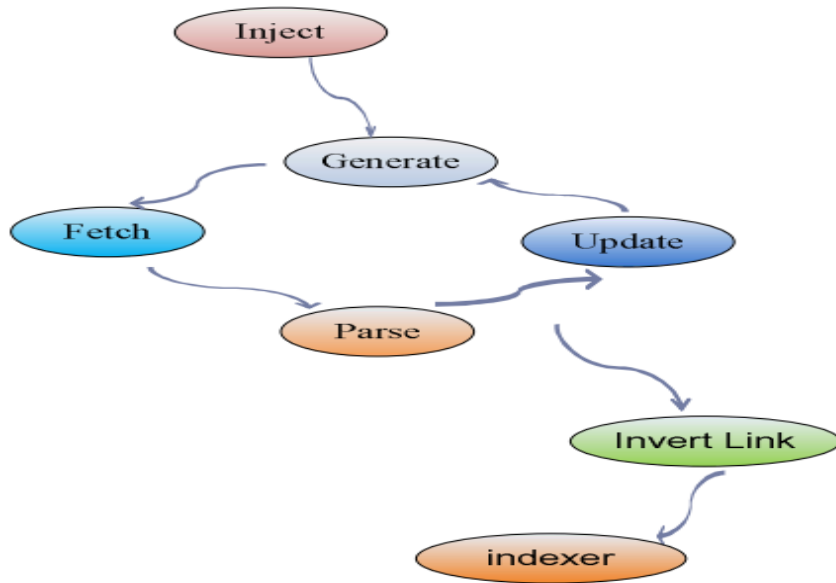 Inject
Generate
Fetch
Update
Parse
Invert Link
indexer